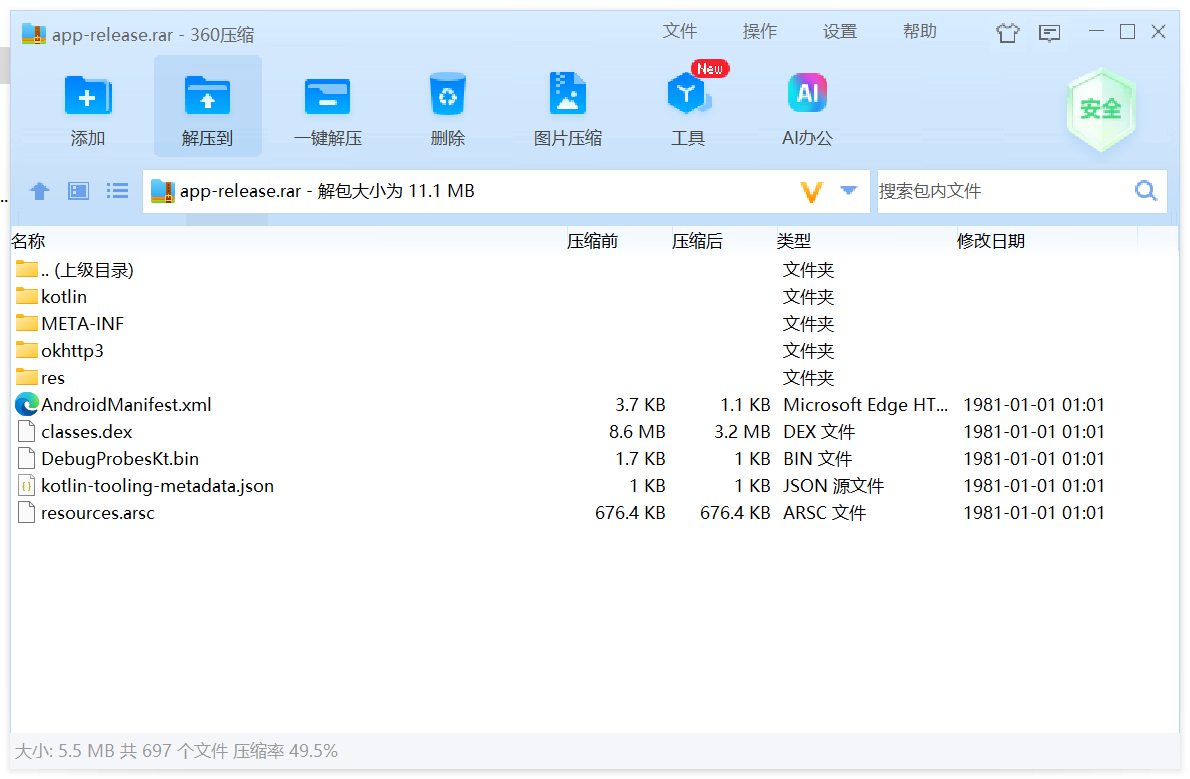 app-release.rar - 360压缩
文件 操作 设置 帮助
New
AI
添加 解压到 一键解压 删除 图片压缩 工具 AI办公
安全
..
app-release.rar - 解包大小为 11.1 MB
搜索包内文件
名称 压缩前 压缩后 类型 修改日期
.. (上级目录) 文件夹
kotlin 文件夹
META-INF 文件夹
okhttp3 文件夹
res 文件夹
AndroidManifest.xml 3.7 KB 1.1 KB Microsoft Edge HT... 1981-01-01 01:01
classes.dex 8.6 MB 3.2 MB DEX 文件 1981-01-01 01:01
DebugProbesKt.bin 1.7 KB 1 KB BIN 文件 1981-01-01 01:01
kotlin-tooling-metadata.json 1 KB 1 KB JSON 源文件 1981-01-01 01:01
resources.arsc 676.4 KB 676.4 KB ARSC 文件 1981-01-01 01:01
大小: 5.5 MB 共 697 个文件 压缩率 49.5%